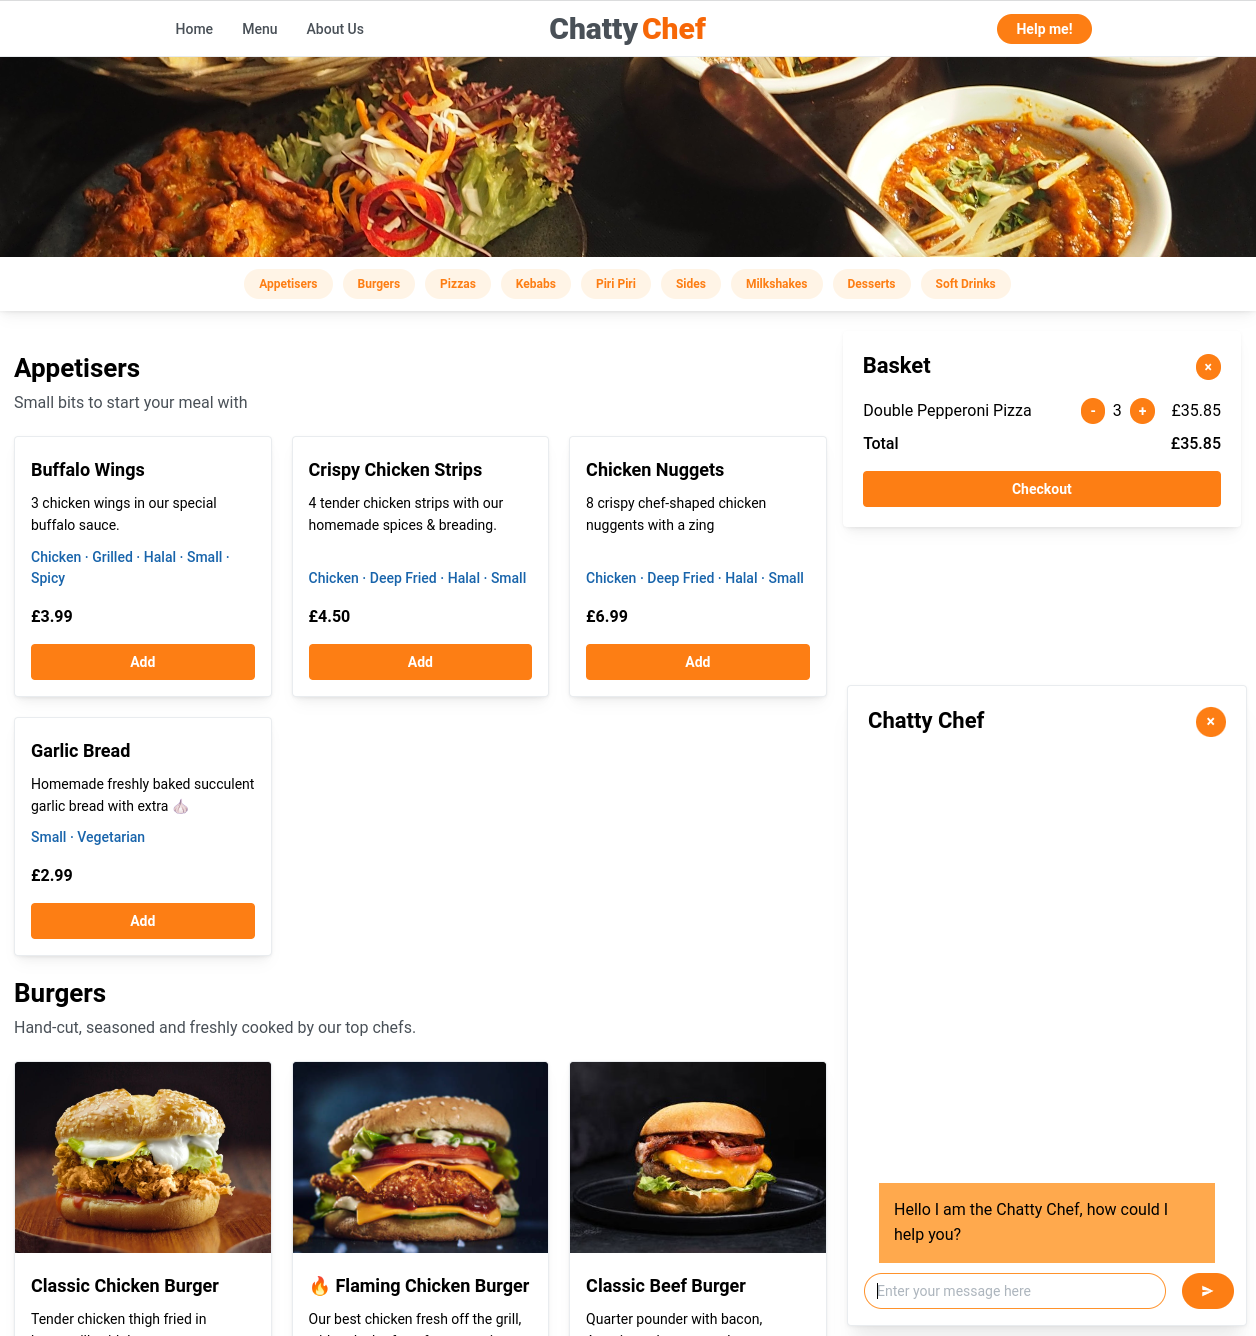 Home Menu About Us Chatty Chef Help me!
Appetisers Burgers Pizzas Kebabs Piri Piri Sides Milkshakes Desserts Soft Drinks
Appetisers
Small bits to start your meal with
Buffalo Wings
3 chicken wings in our special
buffalo sauce.
Chicken · Grilled · Halal · Small ·
Spicy
£3.99
Add
Crispy Chicken Strips
4 tender chicken strips with our
homemade spices & breading.
Chicken · Deep Fried · Halal · Small
£4.50
Add
Chicken Nuggets
8 crispy chef-shaped chicken
nuggents with a zing
Chicken · Deep Fried · Halal · Small
£6.99
Add
Garlic Bread
Homemade freshly baked succulent
garlic bread with extra 🧄
Small · Vegetarian
£2.99
Add
Burgers
Hand-cut, seasoned and freshly cooked by our top chefs.
Classic Chicken Burger
Tender chicken thigh fried in
🔥 Flaming Chicken Burger
Our best chicken fresh off the grill,
Classic Beef Burger
Quarter pounder with bacon,
Basket ×
Double Pepperoni Pizza - 3 + £35.85
Total £35.85
Checkout
Chatty Chef ×
Hello I am the Chatty Chef, how could I
help you?
Enter your message here